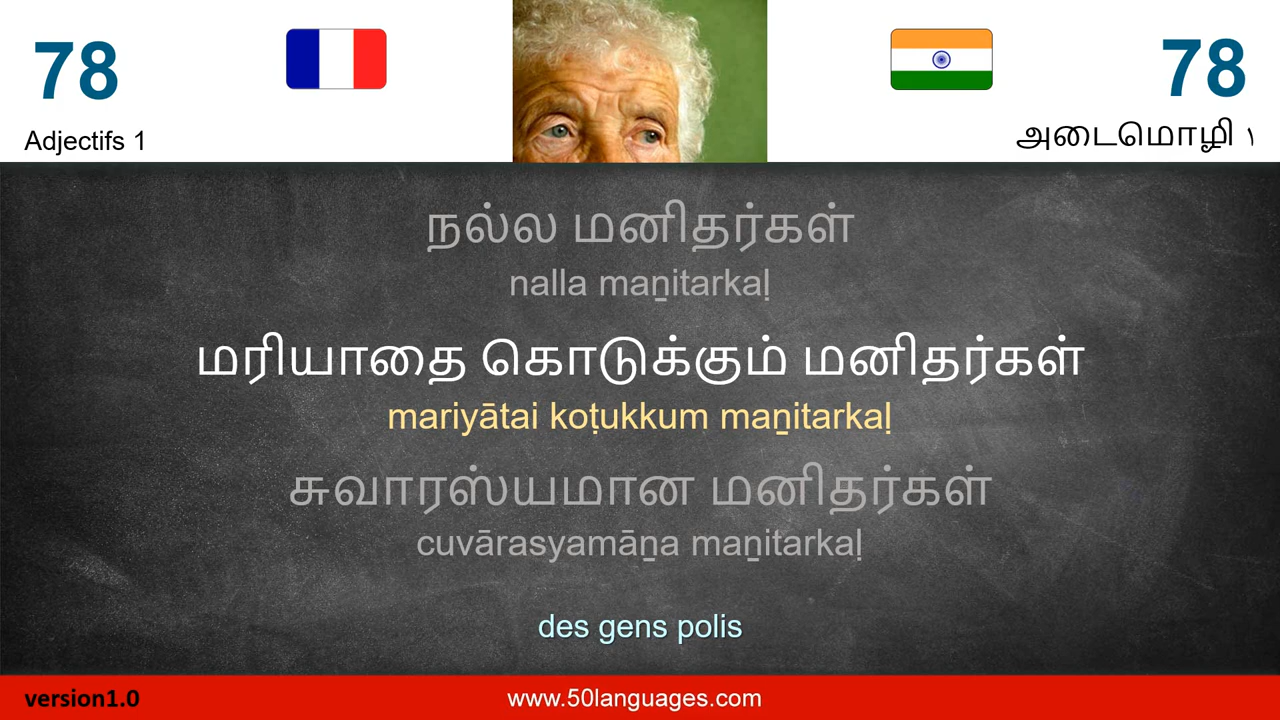 78
78
Adjectifs 1
அடைமொழி ١
நல்ல மனிதர்கள்
nalla maṉitarkaḷ
மரியாதை கொடுக்கும் மனிதர்கள்
mariyātai koṭukkum maṉitarkaḷ
சுவாரஸ்யமான மனிதர்கள்
cuvārasyamāṉa maṉitarkaḷ
des gens polis
version1.0
www.50languages.com